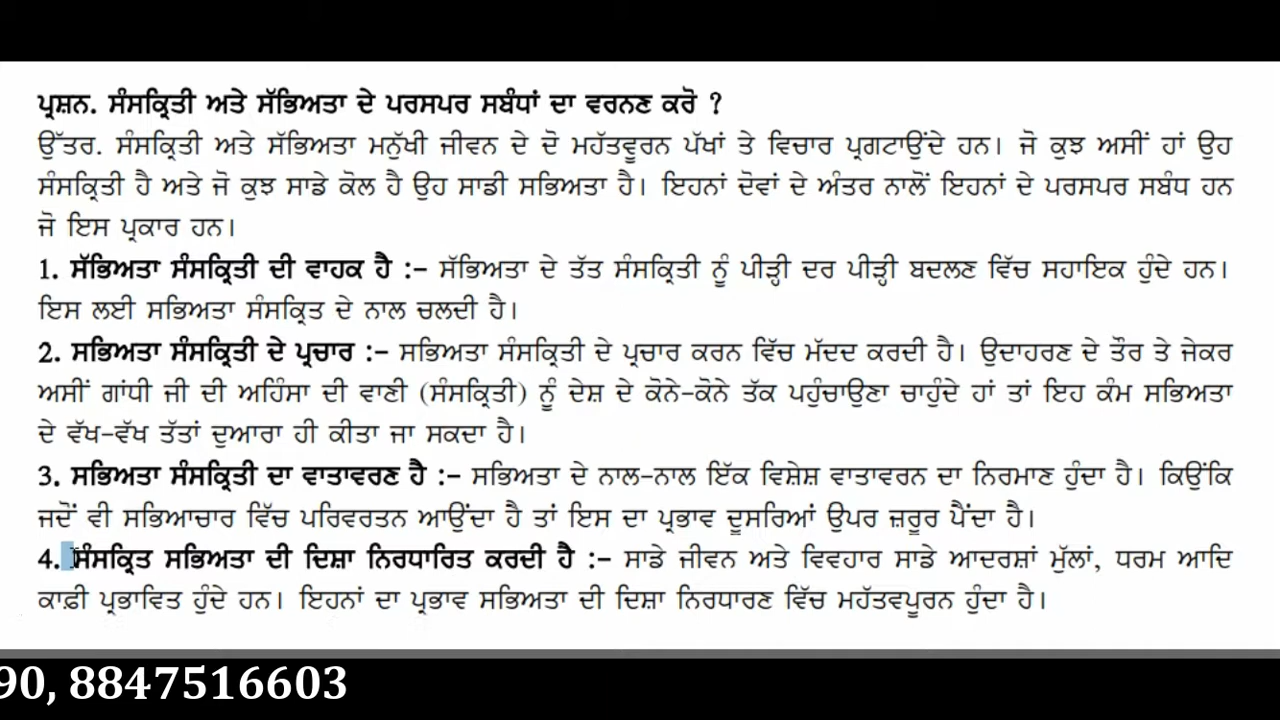 ਪ੍ਰਸ਼ਨ. ਸੰਸਕ੍ਰਿਤੀ ਅਤੇ ਸੱਭਿਅਤਾ ਦੇ ਪਰਸਪਰ ਸਬੰਧਾਂ ਦਾ ਵਰਨਣ ਕਰੋ ?
ਉੱਤਰ. ਸੰਸਕ੍ਰਿਤੀ ਅਤੇ ਸੱਭਿਅਤਾ ਮਨੁੱਖੀ ਜੀਵਨ ਦੇ ਦੋ ਮਹੱਤਵੂਰਨ ਪੱਖਾਂ ਤੇ ਵਿਚਾਰ ਪ੍ਰਗਟਾਉਂਦੇ ਹਨ। ਜੋ ਕੁਝ ਅਸੀਂ ਹਾਂ ਉਹ
ਸੰਸਕ੍ਰਿਤੀ ਹੈ ਅਤੇ ਜੋ ਕੁਝ ਸਾਡੇ ਕੋਲ ਹੈ ਉਹ ਸਾਡੀ ਸਭਿਅਤਾ ਹੈ। ਇਹਨਾਂ ਦੋਵਾਂ ਦੇ ਅੰਤਰ ਨਾਲੋਂ ਇਹਨਾਂ ਦੇ ਪਰਸਪਰ ਸਬੰਧ ਹਨ
ਜੋ ਇਸ ਪ੍ਰਕਾਰ ਹਨ।
1. ਸੱਭਿਅਤਾ ਸੰਸਕ੍ਰਿਤੀ ਦੀ ਵਾਹਕ ਹੈ :– ਸੱਭਿਅਤਾ ਦੇ ਤੱਤ ਸੰਸਕ੍ਰਿਤੀ ਨੂੰ ਪੀੜ੍ਹੀ ਦਰ ਪੀੜ੍ਹੀ ਬਦਲਣ ਵਿੱਚ ਸਹਾਇਕ ਹੁੰਦੇ ਹਨ।
ਇਸ ਲਈ ਸਭਿਅਤਾ ਸੰਸਕ੍ਰਿਤ ਦੇ ਨਾਲ ਚਲਦੀ ਹੈ।
2. ਸਭਿਅਤਾ ਸੰਸਕ੍ਰਿਤੀ ਦੇ ਪ੍ਰਚਾਰ :– ਸਭਿਅਤਾ ਸੰਸਕ੍ਰਿਤੀ ਦੇ ਪ੍ਰਚਾਰ ਕਰਨ ਵਿੱਚ ਮੱਦਦ ਕਰਦੀ ਹੈ। ਉਦਾਹਰਣ ਦੇ ਤੌਰ ਤੇ ਜੇਕਰ
ਅਸੀਂ ਗਾਂਧੀ ਜੀ ਦੀ ਅਹਿੰਸਾ ਦੀ ਵਾਣੀ (ਸੰਸਕ੍ਰਿਤੀ) ਨੂੰ ਦੇਸ਼ ਦੇ ਕੋਨੇ-ਕੋਨੇ ਤੱਕ ਪਹੁੰਚਾਉਣਾ ਚਾਹੁੰਦੇ ਹਾਂ ਤਾਂ ਇਹ ਕੰਮ ਸਭਿਅਤਾ
ਦੇ ਵੱਖ-ਵੱਖ ਤੱਤਾਂ ਦੁਆਰਾ ਹੀ ਕੀਤਾ ਜਾ ਸਕਦਾ ਹੈ।
3. ਸਭਿਅਤਾ ਸੰਸਕ੍ਰਿਤੀ ਦਾ ਵਾਤਾਵਰਣ ਹੈ :– ਸਭਿਅਤਾ ਦੇ ਨਾਲ-ਨਾਲ ਇੱਕ ਵਿਸ਼ੇਸ਼ ਵਾਤਾਵਰਨ ਦਾ ਨਿਰਮਾਣ ਹੁੰਦਾ ਹੈ। ਕਿਉਂਕਿ
ਜਦੋਂ ਵੀ ਸਭਿਆਚਾਰ ਵਿੱਚ ਪਰਿਵਰਤਨ ਆਉਂਦਾ ਹੈ ਤਾਂ ਇਸ ਦਾ ਪ੍ਰਭਾਵ ਦੂਸਰਿਆਂ ਉਪਰ ਜ਼ਰੂਰ ਪੈਂਦਾ ਹੈ।
4. ਸੰਸਕ੍ਰਿਤ ਸਭਿਅਤਾ ਦੀ ਦਿਸ਼ਾ ਨਿਰਧਾਰਿਤ ਕਰਦੀ ਹੈ :– ਸਾਡੇ ਜੀਵਨ ਅਤੇ ਵਿਵਹਾਰ ਸਾਡੇ ਆਦਰਸ਼ਾਂ ਮੁੱਲਾਂ, ਧਰਮ ਆਦਿ
ਕਾਫ਼ੀ ਪ੍ਰਭਾਵਿਤ ਹੁੰਦੇ ਹਨ। ਇਹਨਾਂ ਦਾ ਪ੍ਰਭਾਵ ਸਭਿਅਤਾ ਦੀ ਦਿਸ਼ਾ ਨਿਰਧਾਰਣ ਵਿੱਚ ਮਹੱਤਵਪੂਰਨ ਹੁੰਦਾ ਹੈ।
90, 8847516603